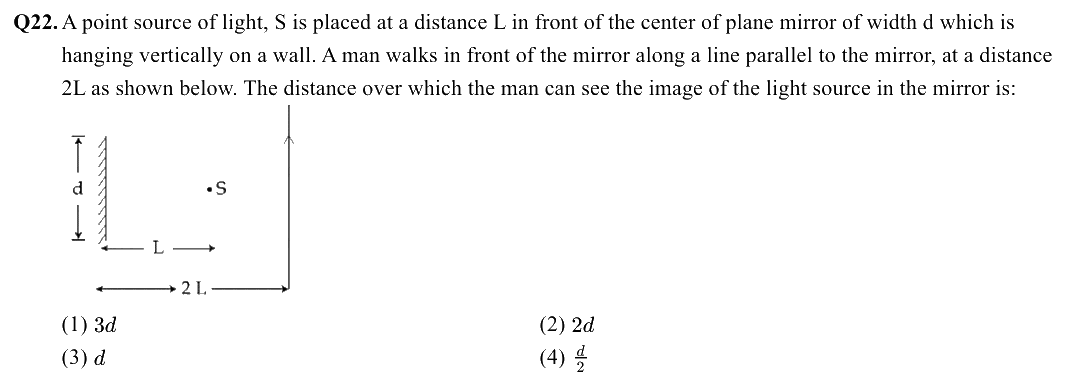 Q22. A point source of light, S is placed at a distance L in front of the center of plane mirror of width d which is
hanging vertically on a wall. A man walks in front of the mirror along a line parallel to the mirror, at a distance
2L as shown below. The distance over which the man can see the image of the light source in the mirror is:
d
•S
L
2 L
(1) 3d
(2) 2d
(3) d
(4) d/2